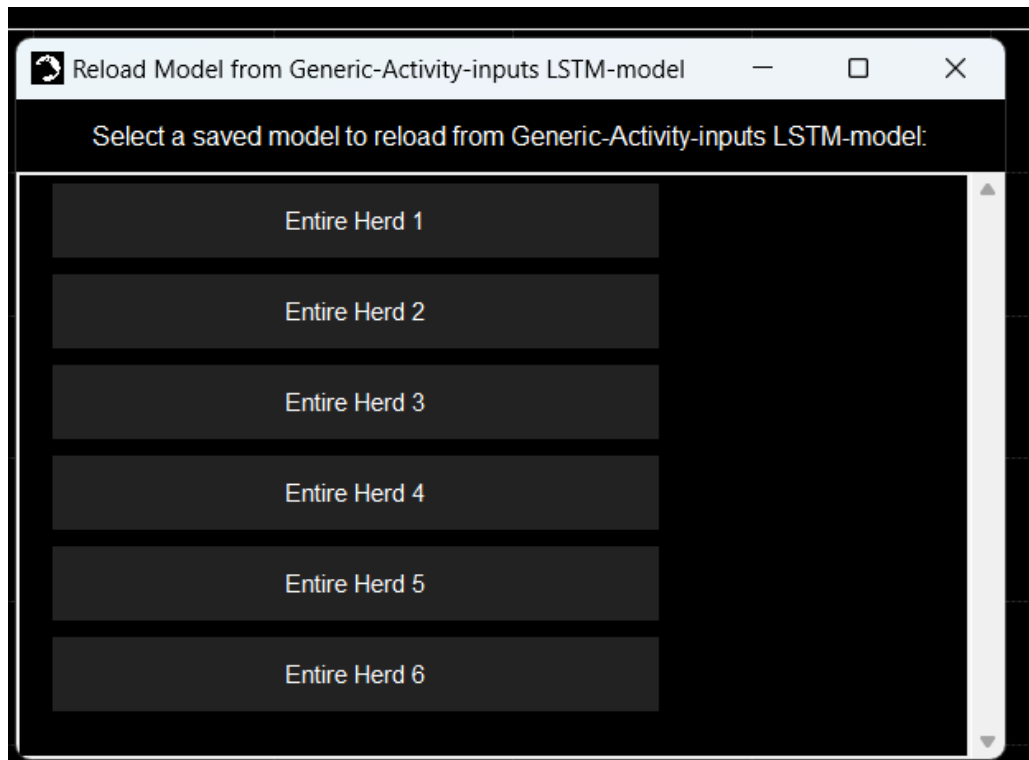 Reload Model from Generic-Activity-inputs LSTM-model
Select a saved model to reload from Generic-Activity-inputs LSTM-model:
Entire Herd 1
Entire Herd 2
Entire Herd 3
Entire Herd 4
Entire Herd 5
Entire Herd 6